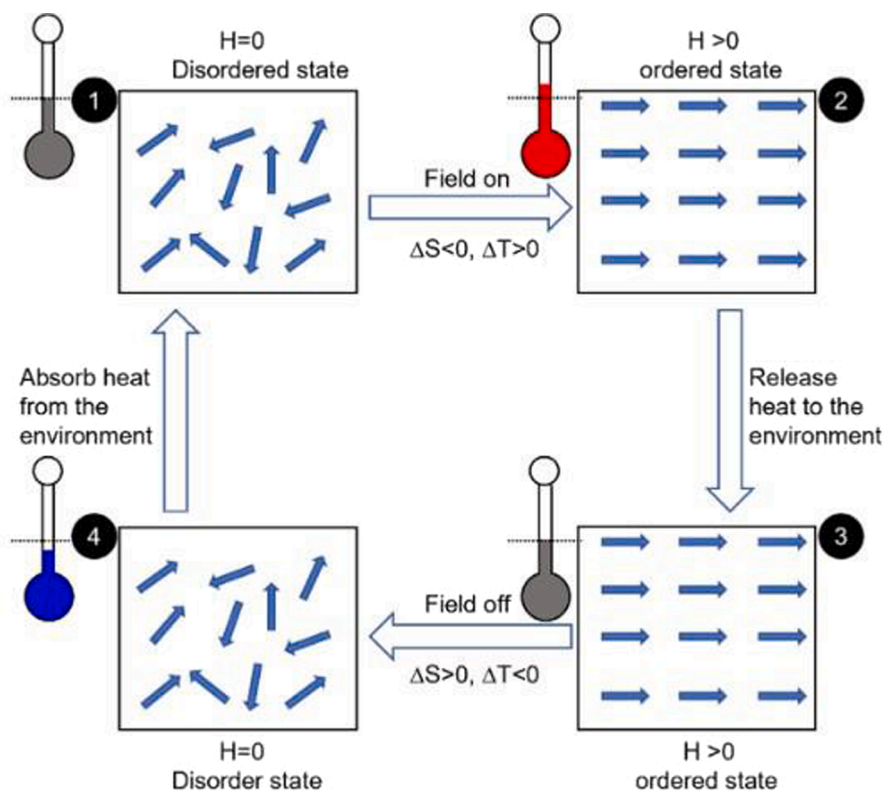 H=0
Disordered state
1
H >0
ordered state
2
Field on
ΔS<0, ΔT>0
Absorb heat
from the
environment
Release
heat to the
environment
4
3
Field off
ΔS>0, ΔT<0
H=0
Disorder state
H >0
ordered state